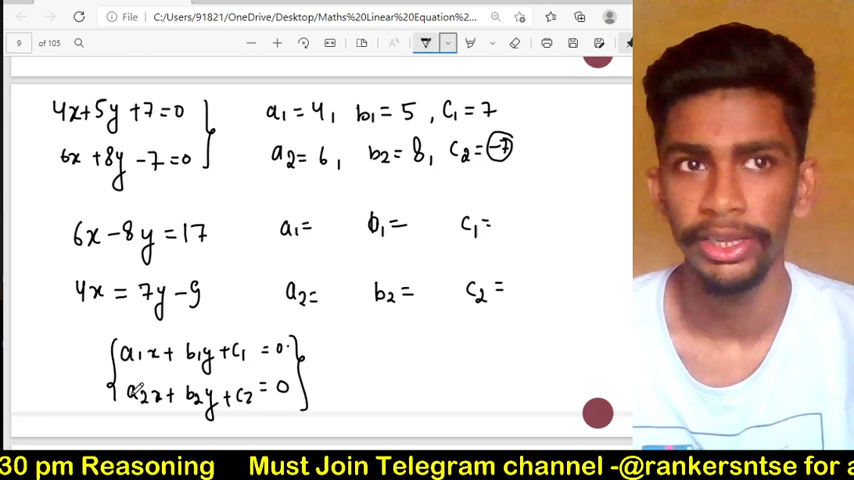 File C:/Users/91821/OneDrive/Desktop/Maths%20Linear%20Equation%2...
9 of 105
4x+5y+7=0 a1=4, b1=5, C1=7
6x+8y-7=0 a2=6, b2=8, C2=-7
6x-8y=17 a1= b1= c1=
4x=7y-9 a2= b2= c2=
a1x+b1y+c1=0.
a2x+b2y+c2=0
30 pm Reasoning Must Join Telegram channel -@rankersntse for a